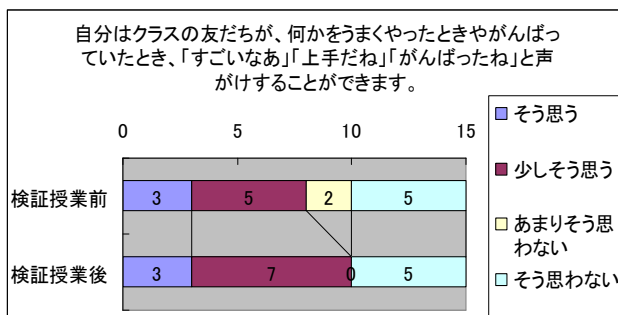 自分はクラスの友だちが、何かをうまくやったときやがんばっ
ていたとき、「すごいなあ」「上手だね」「がんばったね」と声
がけすることができます。
0 5 10 15
検証授業前 3 5 2 5
検証授業後 3 7 0 5
そう思う
少しそう思う
あまりそう思
わない
そう思わない